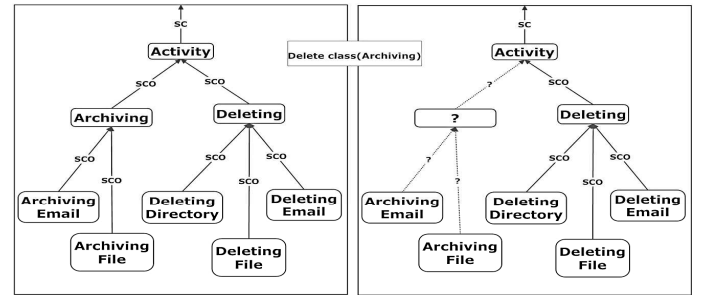 SC
Activity
SCO
SCO
Archiving
Deleting
SCO
SCO
SCO
SCO
SCO
Archiving
Email
Deleting
Directory
Deleting
Email
Archiving
File
Deleting
File
Delete class(Archiving)
SC
Activity
?
SCO
?
Deleting
?
?
SCO
SCO
SCO
Archiving
Email
Deleting
Directory
Deleting
Email
Archiving
File
Deleting
File